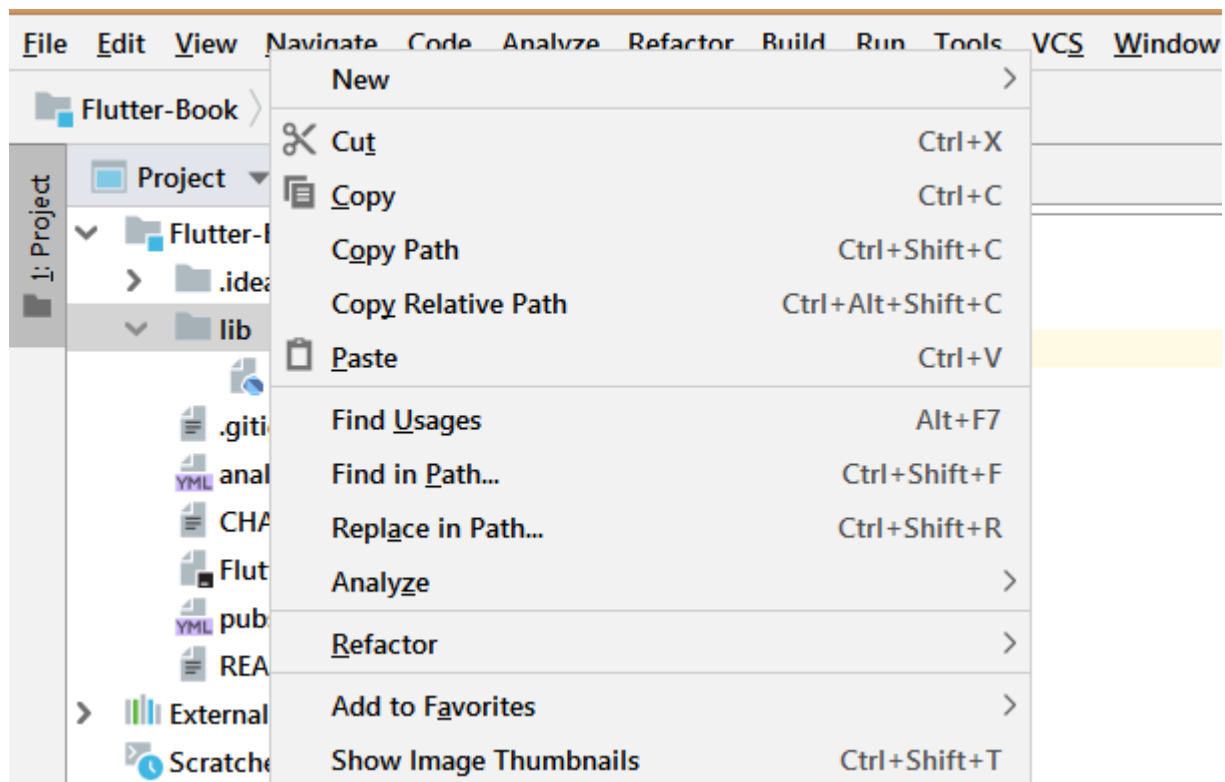 File Edit View Navigate Code Analyze Refactor Build Run Tools VCS Window
Flutter-Book
Project
1: Project
Flutter-
.idea
lib
.giti
anal
CHA
Flut
pub
REA
External
Scratche
YML
YML
New
Cut Ctrl+X
Copy Ctrl+C
Copy Path Ctrl+Shift+C
Copy Relative Path Ctrl+Alt+Shift+C
Paste Ctrl+V
Find Usages Alt+F7
Find in Path... Ctrl+Shift+F
Replace in Path... Ctrl+Shift+R
Analyze
Refactor
Add to Favorites
Show Image Thumbnails Ctrl+Shift+T